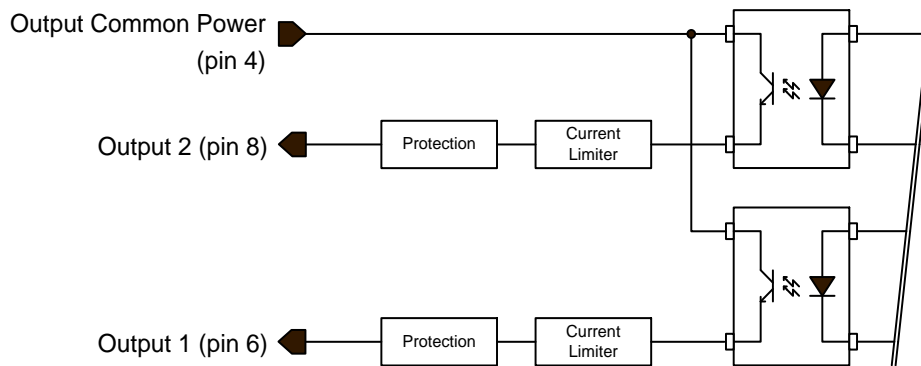 Output Common Power
(pin 4)
Output 2 (pin 8)
Protection
Current
Limiter
Output 1 (pin 6)
Protection
Current
Limiter